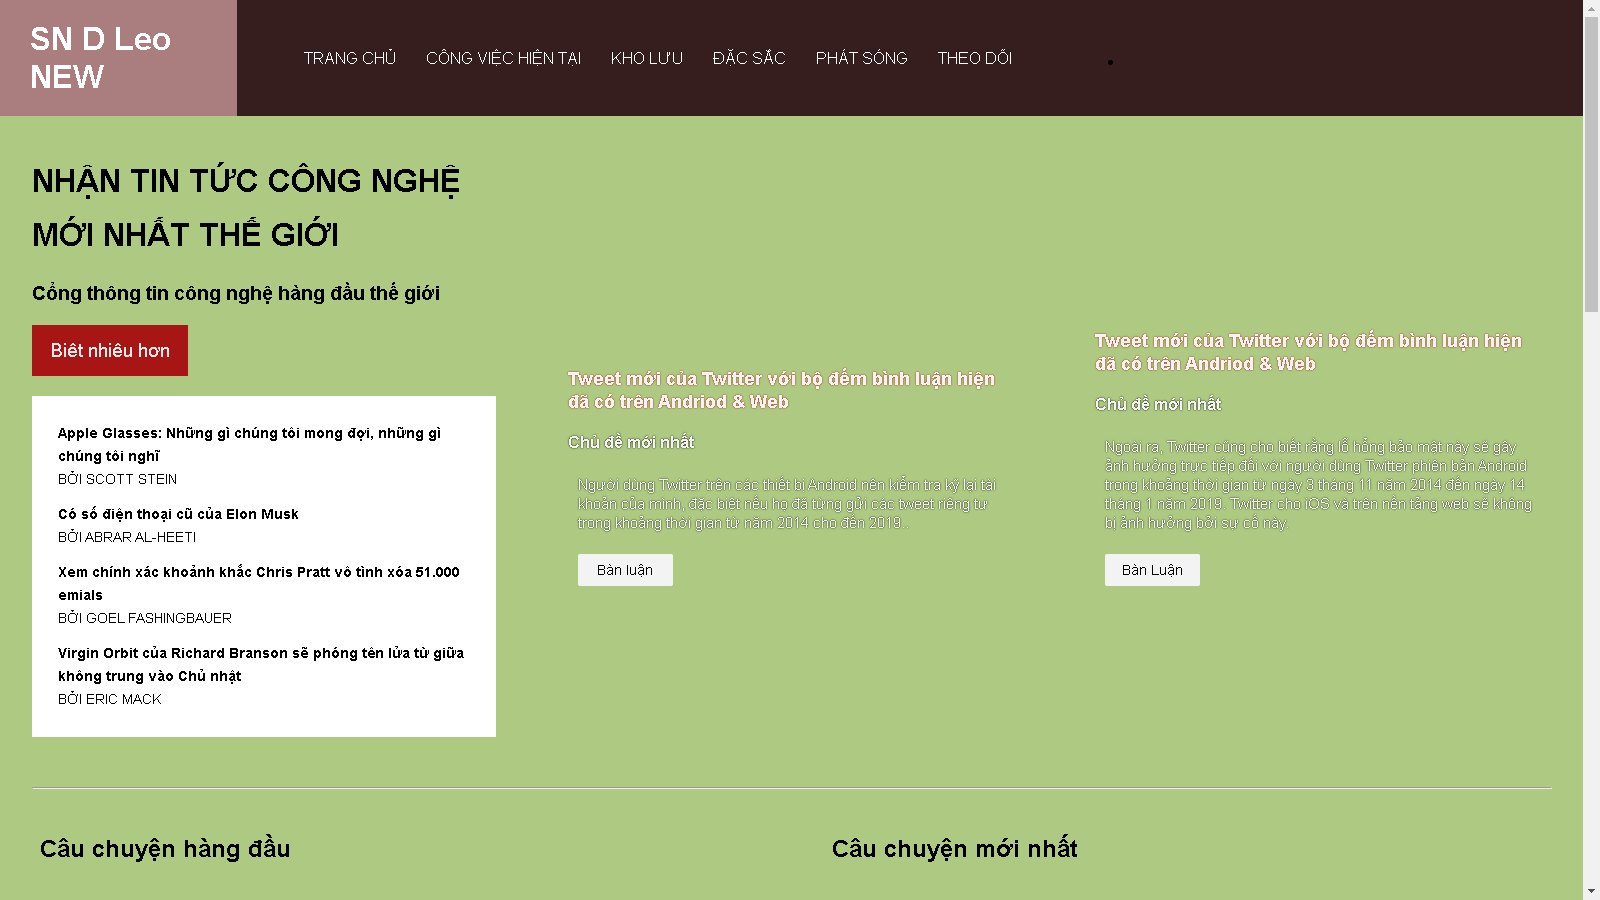 SN D Leo
NEW
TRANG CHỦ
CÔNG VIỆC HIỆN TẠI
KHO LƯU
ĐẶC SẮC
PHÁT SÓNG
THEO DÕI
NHẬN TIN TỨC CÔNG NGHỆ
MỚI NHẤT THẾ GIỚI
Cổng thông tin công nghệ hàng đầu thế giới
Biêt nhiêu hơn
Apple Glasses: Những gì chúng tôi mong đợi, những gì
chúng tôi nghĩ
BỞI SCOTT STEIN
Có số điện thoại cũ của Elon Musk
BỞI ABRAR AL-HEETI
Xem chính xác khoảnh khắc Chris Pratt vô tình xóa 51.000
emials
BỞI GOEL FASHINGBAUER
Virgin Orbit của Richard Branson sẽ phóng tên lửa từ giữa
không trung vào Chủ nhật
BỞI ERIC MACK
Tweet mới của Twitter với bộ đếm bình luận hiện
đã có trên Andriod & Web
Chủ đề mới nhất
Người dùng Twitter trên các thiết bị Android nên kiểm tra kỹ lại tài
khoản của mình, đặc biệt nếu họ đã từng gửi các tweet riêng tư
trong khoảng thời gian từ năm 2014 cho đến 2019..
Bàn luận
Tweet mới của Twitter với bộ đếm bình luận hiện
đã có trên Andriod & Web
Chủ đề mới nhất
Ngoài ra, Twitter cũng cho biết rằng lỗ hổng bảo mật này sẽ gây
ảnh hưởng trực tiếp đối với người dùng Twitter phiên bản Android
trong khoảng thời gian từ ngày 3 tháng 11 năm 2014 đến ngày 14
tháng 1 năm 2019. Twitter cho iOS và trên nền tảng web sẽ không
bị ảnh hưởng bởi sự cố này.
Bàn Luận
Câu chuyện hàng đầu
Câu chuyện mới nhất